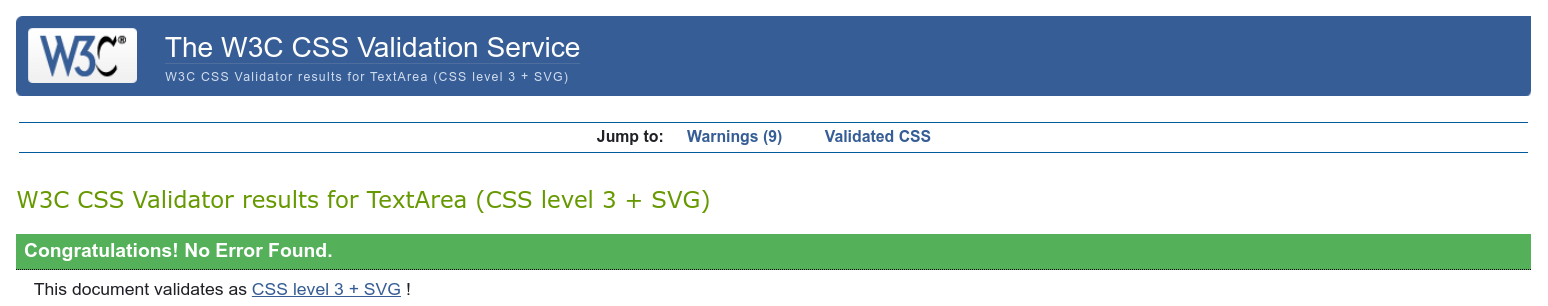 W3C®
The W3C CSS Validation Service
W3C CSS Validator results for TextArea (CSS level 3 + SVG)
Jump to: Warnings (9) Validated CSS
W3C CSS Validator results for TextArea (CSS level 3 + SVG)
Congratulations! No Error Found.
This document validates as CSS level 3 + SVG !